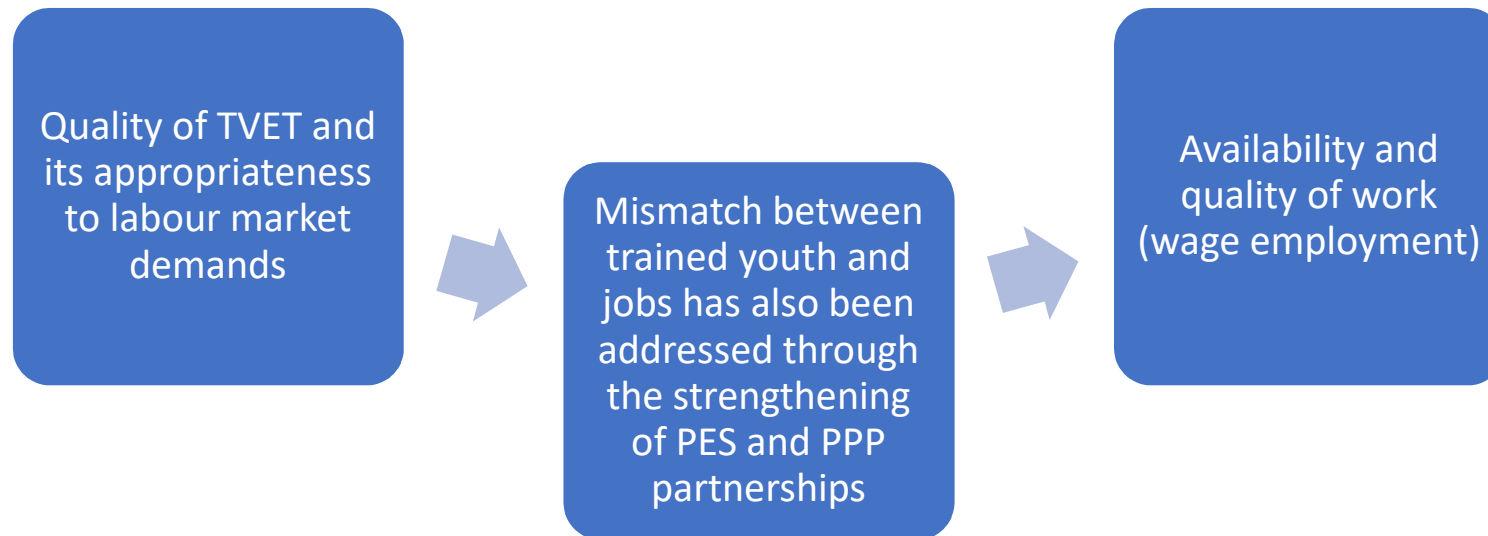 Quality of TVET and
its appropriateness
to labour market
demands
Mismatch between
trained youth and
jobs has also been
addressed through
the strengthening
of PES and PPP
partnerships
Availability and
quality of work
(wage employment)